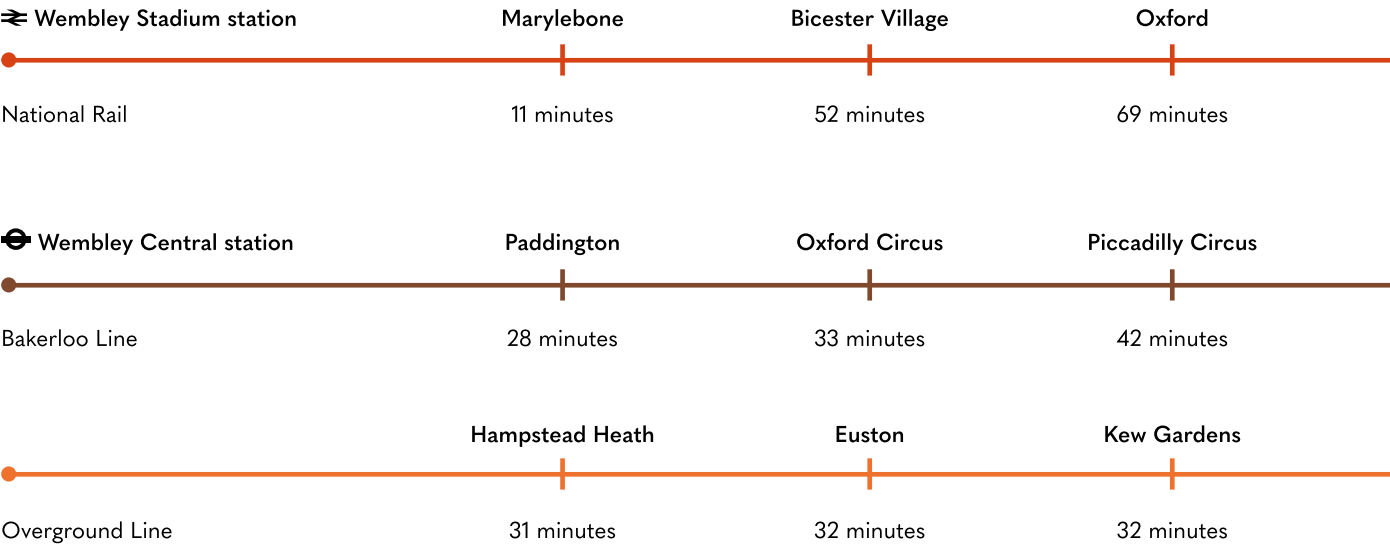 Wembley Stadium station Marylebone Bicester Village Oxford
National Rail 11 minutes 52 minutes 69 minutes
Wembley Central station Paddington Oxford Circus Piccadilly Circus
Bakerloo Line 28 minutes 33 minutes 42 minutes
Hampstead Heath Euston Kew Gardens
Overground Line 31 minutes 32 minutes 32 minutes